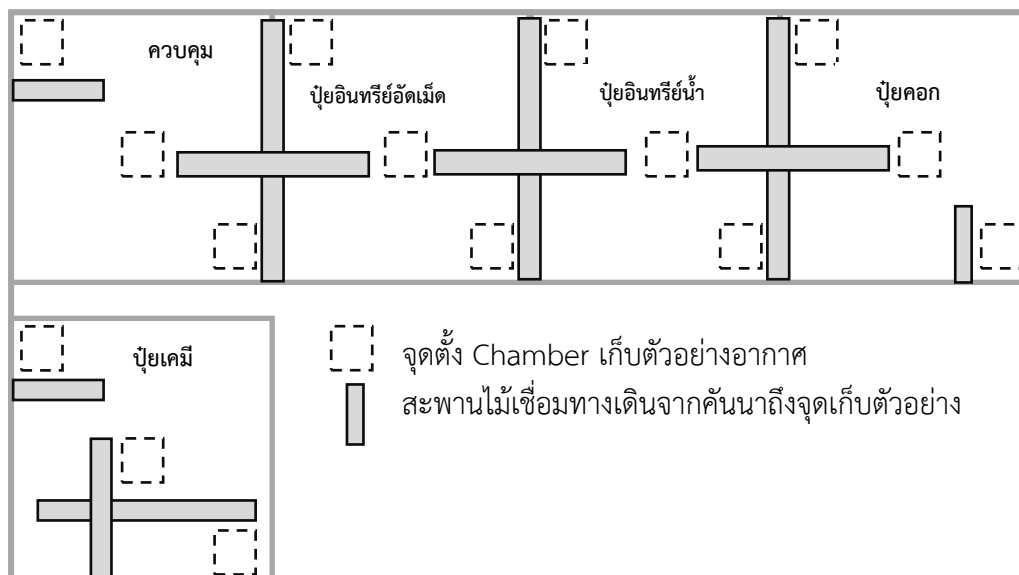 ควบคุม
ปุ๋ยอินทรีย์อัดเม็ด
ปุ๋ยอินทรีย์น้ำ
ปุ๋ยคอก
ปุ๋ยเคมี
จุดตั้ง Chamber เก็บตัวอย่างอากาศ
สะพานไม้เชื่อมทางเดินจากคันนาถึงจุดเก็บตัวอย่าง